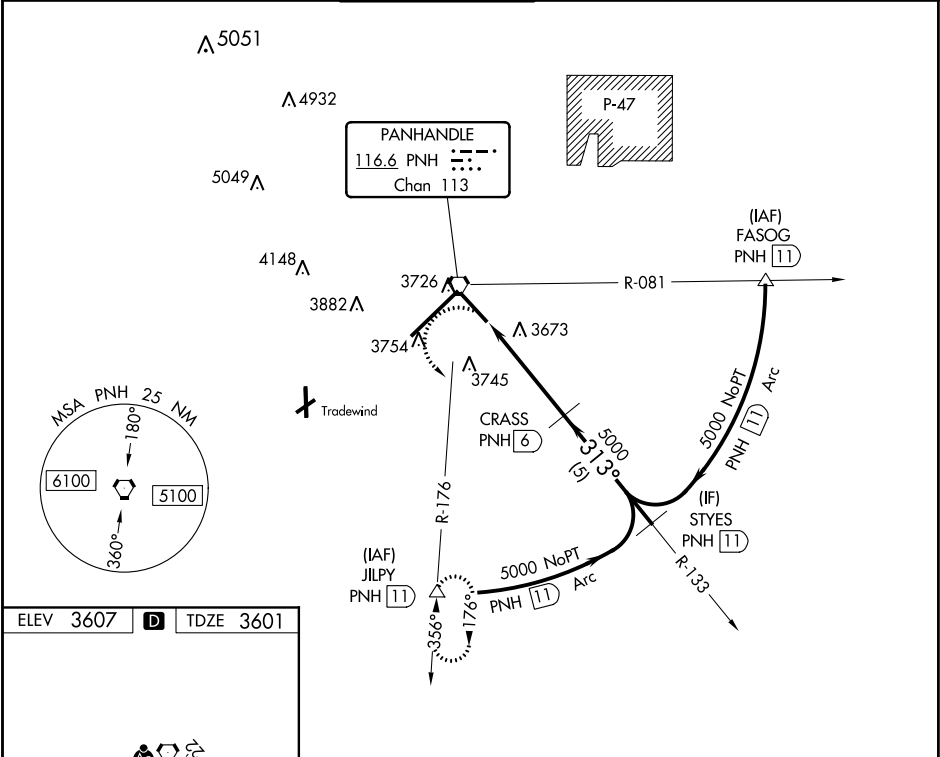 5051
4932
P-47
PANHANDLE
116.6 PNH
Chan 113
5049
(IAF)
FASOG
PNH 11
4148
3726
R-081
3882
3673
3754
3745
MSA PNH 25 NM
180°
Tradewind
CRASS
PNH 6
5000
313°
(5)
5000 NoPT
PNH 11 Arc
6100
5100
R-176
(IF)
STYES
PNH 11
360°
(IAF)
JILPY
PNH 11
5000 NoPT
PNH 11 Arc
R-133
356°
176°
ELEV 3607 D TDZE 3601